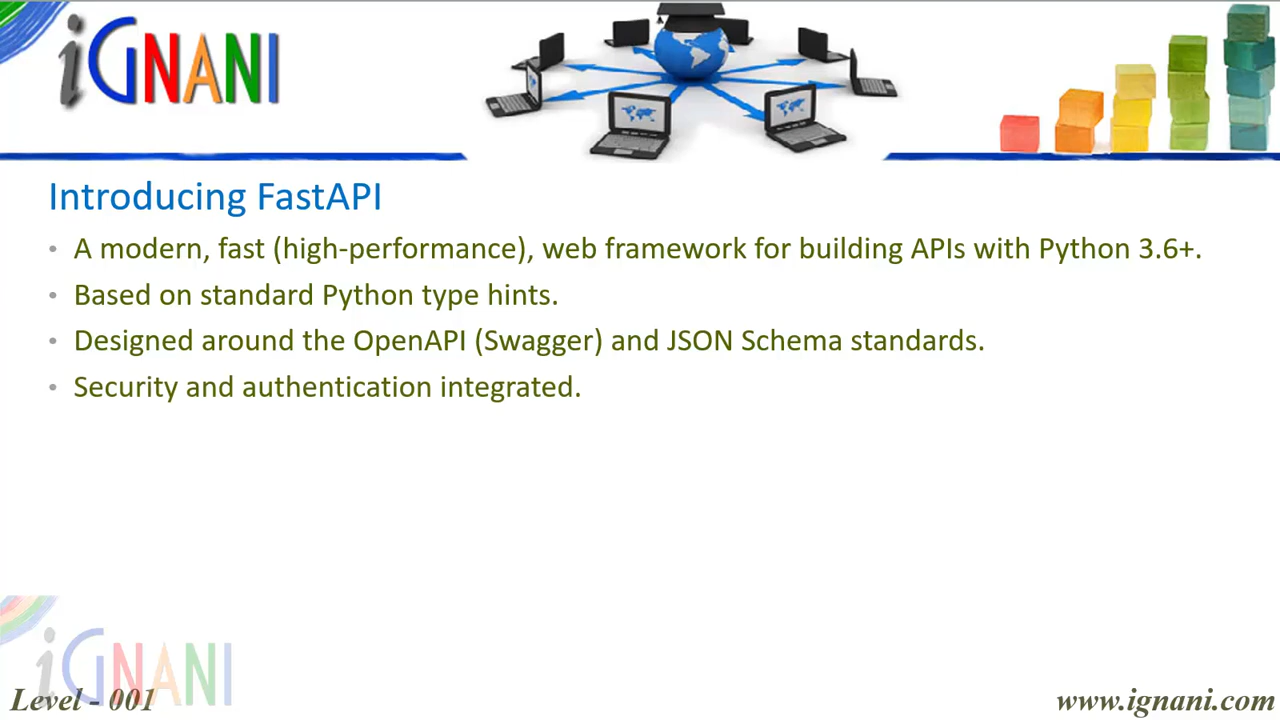 iGNANI
Introducing FastAPI
• A modern, fast (high-performance), web framework for building APIs with Python 3.6+.
• Based on standard Python type hints.
• Designed around the OpenAPI (Swagger) and JSON Schema standards.
• Security and authentication integrated.
iGNANI
Level - 001
www.ignani.com